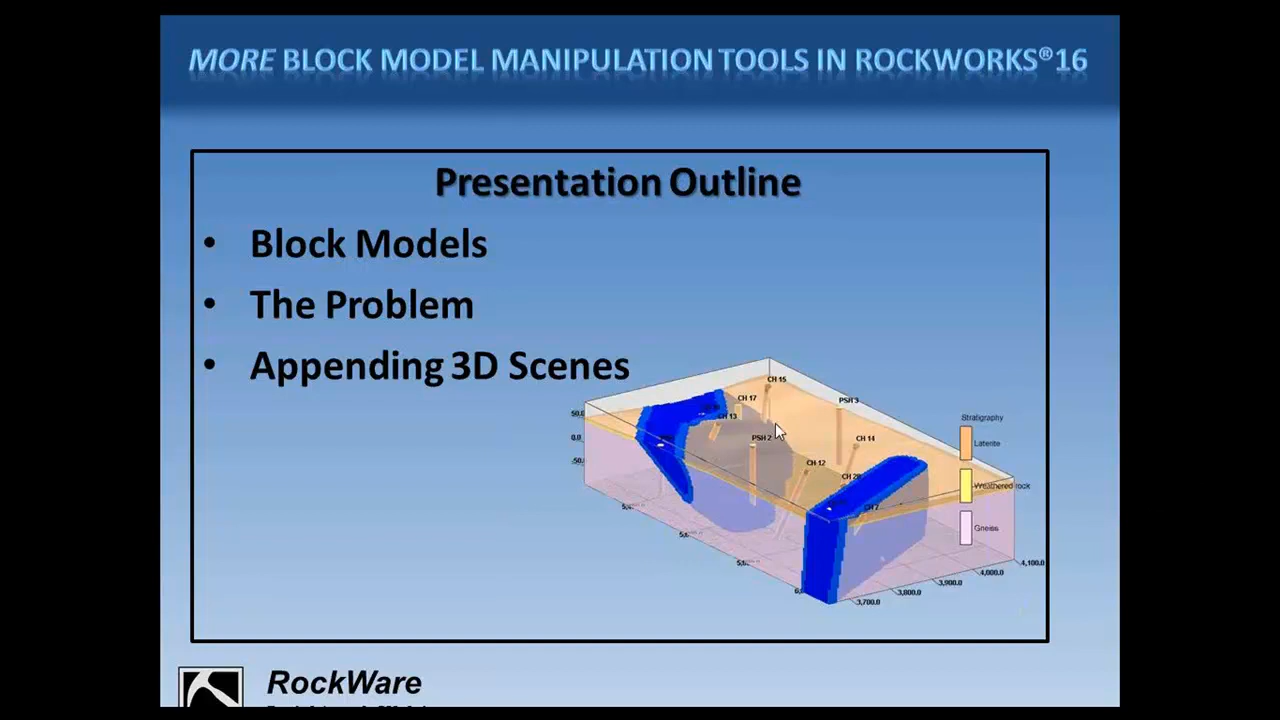 MORE BLOCK MODEL MANIPULATION TOOLS IN ROCKWORKS®16
Presentation Outline
• Block Models
• The Problem
• Appending 3D Scenes
CH 15
CH 17
PSH 3
CH 13
PSH 2
CH 14
CH 12
CH 7
50.0
0.0
Stratigraphy
Laterite
Weathered rock
Gneiss
3,700.0
3,800.0
3,900.0
4,000.0
4,100.0
RockWare